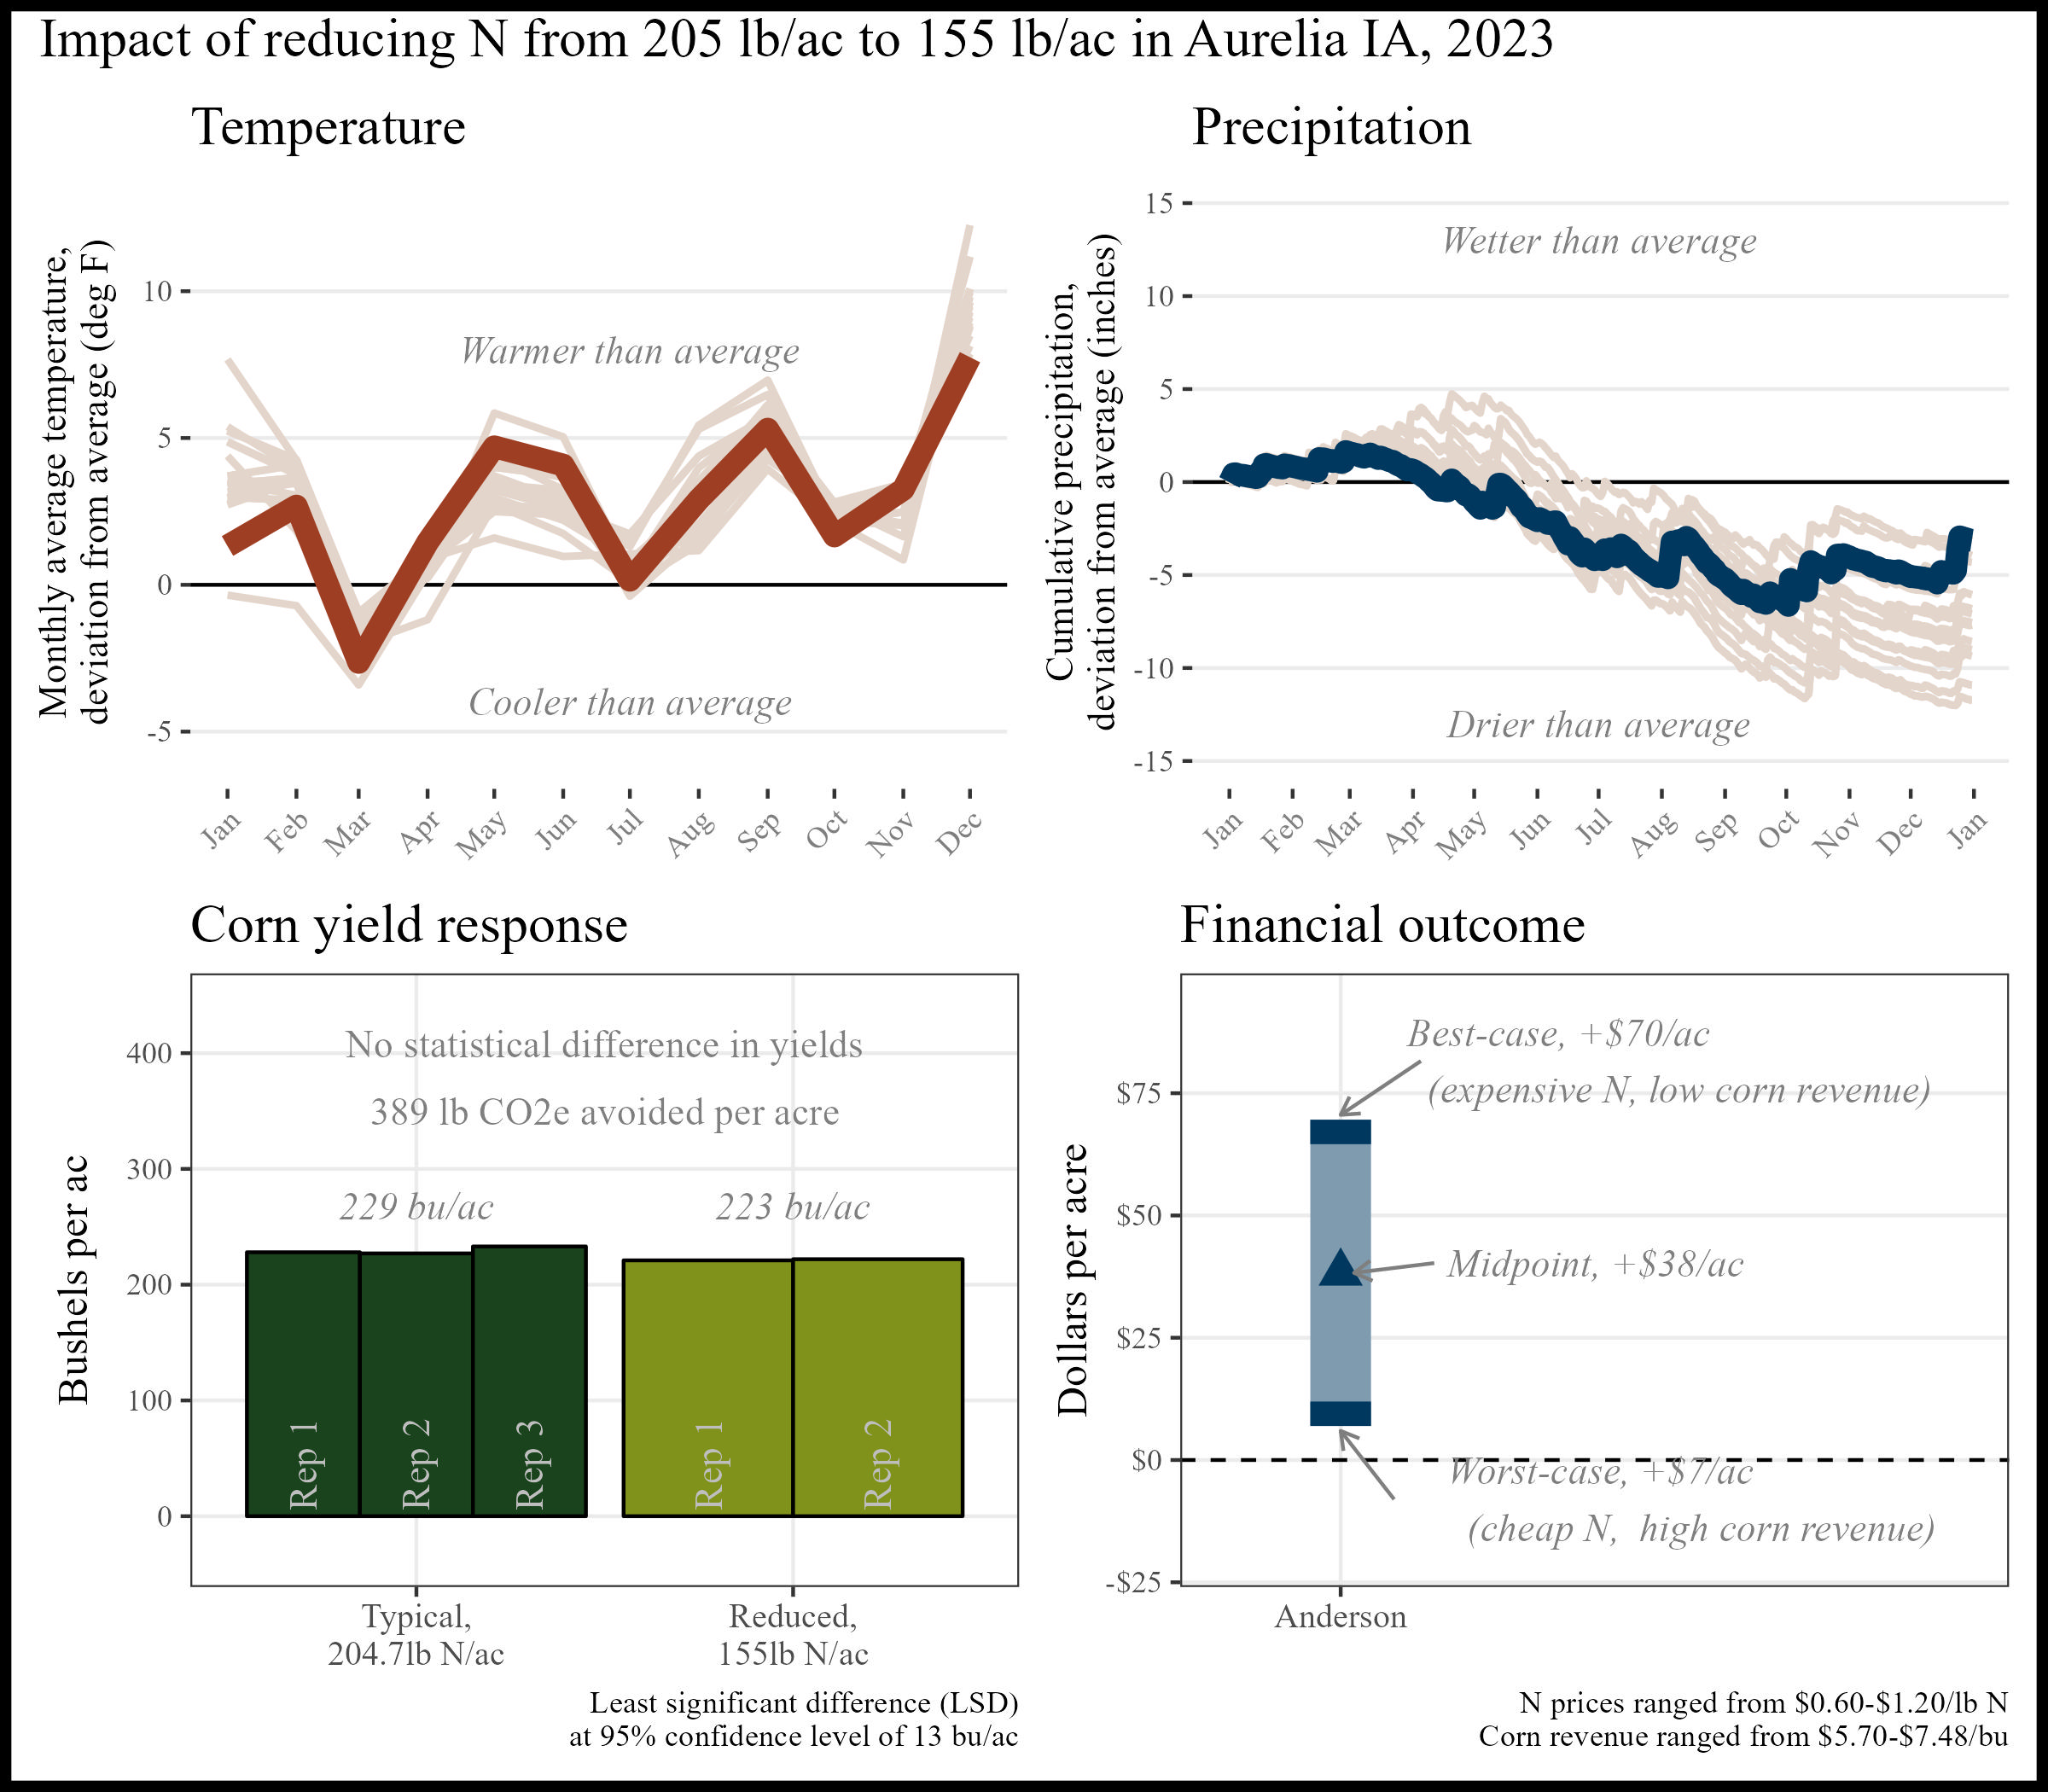 Impact of reducing N from 205 lb/ac to 155 lb/ac in Aurelia IA, 2023
Temperature
Monthly average temperature,
deviation from average (deg F)
10
5
0
-5
Warmer than average
Cooler than average
Jan
Feb
Mar
Apr
May
Jun
Jul
Aug
Sep
Oct
Nov
Dec
Precipitation
Cumulative precipitation,
deviation from average (inches)
15
10
5
0
-5
-10
-15
Wetter than average
Drier than average
Jan
Feb
Mar
Apr
May
Jun
Jul
Aug
Sep
Oct
Nov
Dec
Jan
Corn yield response
Bushels per ac
400
300
200
100
0
No statistical difference in yields
389 lb CO2e avoided per acre
229 bu/ac
223 bu/ac
Rep 1
Rep 2
Rep 3
Rep 1
Rep 2
Typical,
204.7lb N/ac
Reduced,
155lb N/ac
Least significant difference (LSD)
at 95% confidence level of 13 bu/ac
Financial outcome
Dollars per acre
$75
$50
$25
$0
-$25
Best-case, +$70/ac
(expensive N, low corn revenue)
Midpoint, +$38/ac
Worst-case, +$7/ac
(cheap N,  high corn revenue)
Anderson
N prices ranged from $0.60-$1.20/lb N
Corn revenue ranged from $5.70-$7.48/bu